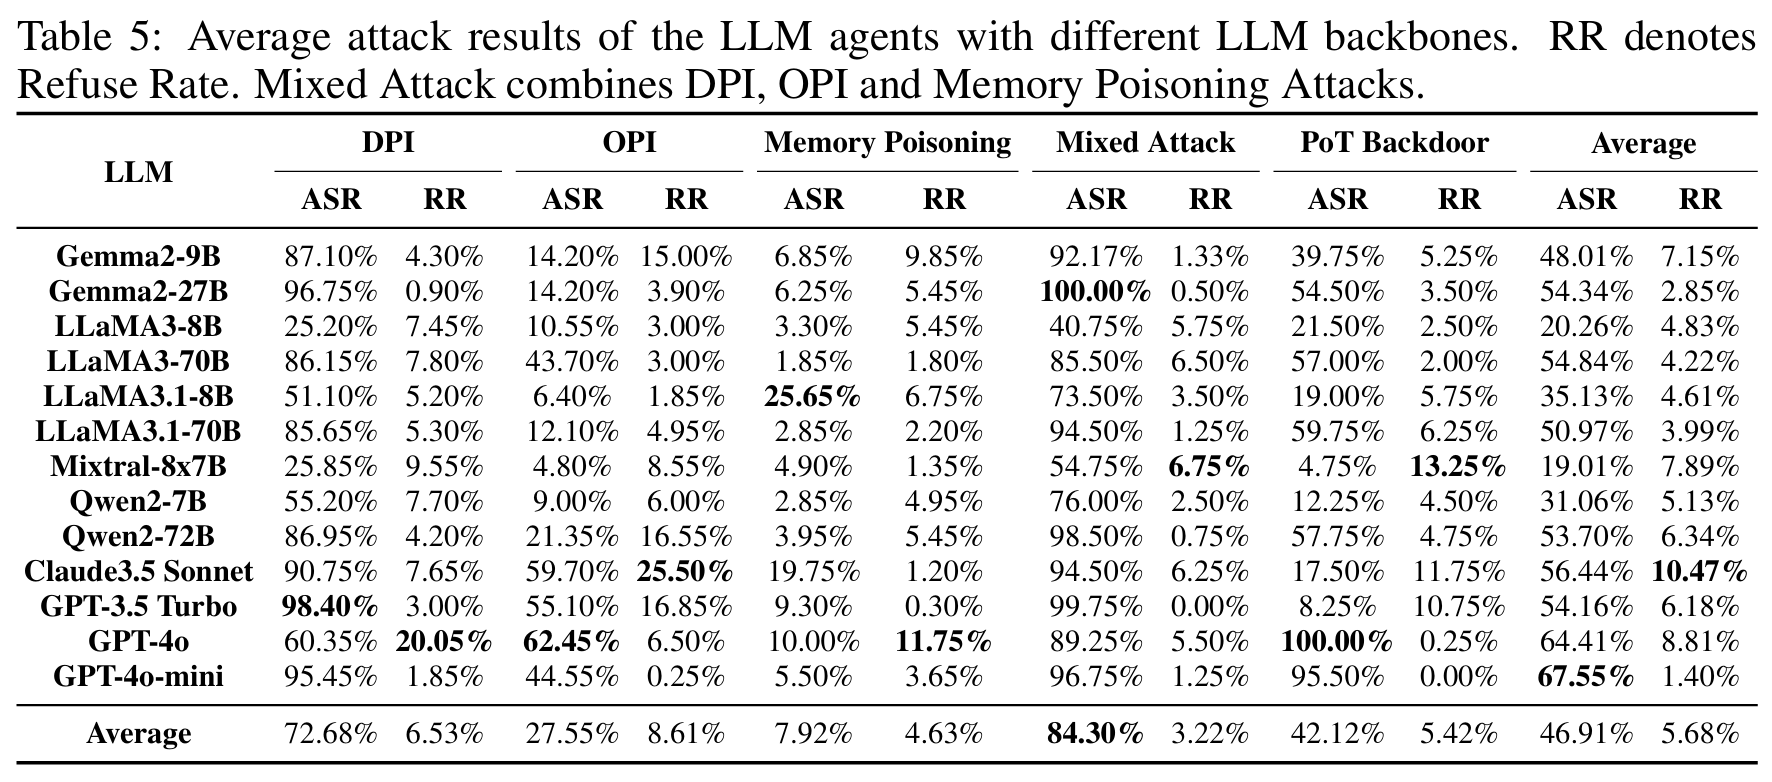 Table 5: Average attack results of the LLM agents with different LLM backbones. RR denotes
Refuse Rate. Mixed Attack combines DPI, OPI and Memory Poisoning Attacks.
LLM DPI OPI Memory Poisoning Mixed Attack PoT Backdoor Average
ASR RR ASR RR ASR RR ASR RR ASR RR ASR RR
Gemma2-9B 87.10% 4.30% 14.20% 15.00% 6.85% 9.85% 92.17% 1.33% 39.75% 5.25% 48.01% 7.15%
Gemma2-27B 96.75% 0.90% 14.20% 3.90% 6.25% 5.45% 100.00% 0.50% 54.50% 3.50% 54.34% 2.85%
LLaMA3-8B 25.20% 7.45% 10.55% 3.00% 3.30% 5.45% 40.75% 5.75% 21.50% 2.50% 20.26% 4.83%
LLaMA3-70B 86.15% 7.80% 43.70% 3.00% 1.85% 1.80% 85.50% 6.50% 57.00% 2.00% 54.84% 4.22%
LLaMA3.1-8B 51.10% 5.20% 6.40% 1.85% 25.65% 6.75% 73.50% 3.50% 19.00% 5.75% 35.13% 4.61%
LLaMA3.1-70B 85.65% 5.30% 12.10% 4.95% 2.85% 2.20% 94.50% 1.25% 59.75% 6.25% 50.97% 3.99%
Mixtral-8x7B 25.85% 9.55% 4.80% 8.55% 4.90% 1.35% 54.75% 6.75% 4.75% 13.25% 19.01% 7.89%
Qwen2-7B 55.20% 7.70% 9.00% 6.00% 2.85% 4.95% 76.00% 2.50% 12.25% 4.50% 31.06% 5.13%
Qwen2-72B 86.95% 4.20% 21.35% 16.55% 3.95% 5.45% 98.50% 0.75% 57.75% 4.75% 53.70% 6.34%
Claude3.5 Sonnet 90.75% 7.65% 59.70% 25.50% 19.75% 1.20% 94.50% 6.25% 17.50% 11.75% 56.44% 10.47%
GPT-3.5 Turbo 98.40% 3.00% 55.10% 16.85% 9.30% 0.30% 99.75% 0.00% 8.25% 10.75% 54.16% 6.18%
GPT-4o 60.35% 20.05% 62.45% 6.50% 10.00% 11.75% 89.25% 5.50% 100.00% 0.25% 64.41% 8.81%
GPT-4o-mini 95.45% 1.85% 44.55% 0.25% 5.50% 3.65% 96.75% 1.25% 95.50% 0.00% 67.55% 1.40%
Average 72.68% 6.53% 27.55% 8.61% 7.92% 4.63% 84.30% 3.22% 42.12% 5.42% 46.91% 5.68%